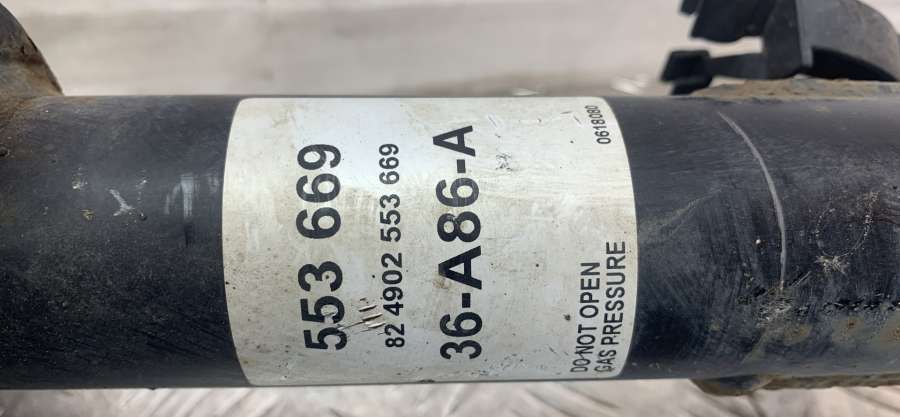 553 669
82 4902 553 669
36-A86-A
DO NOT OPEN
GAS PRESSURE
0618080